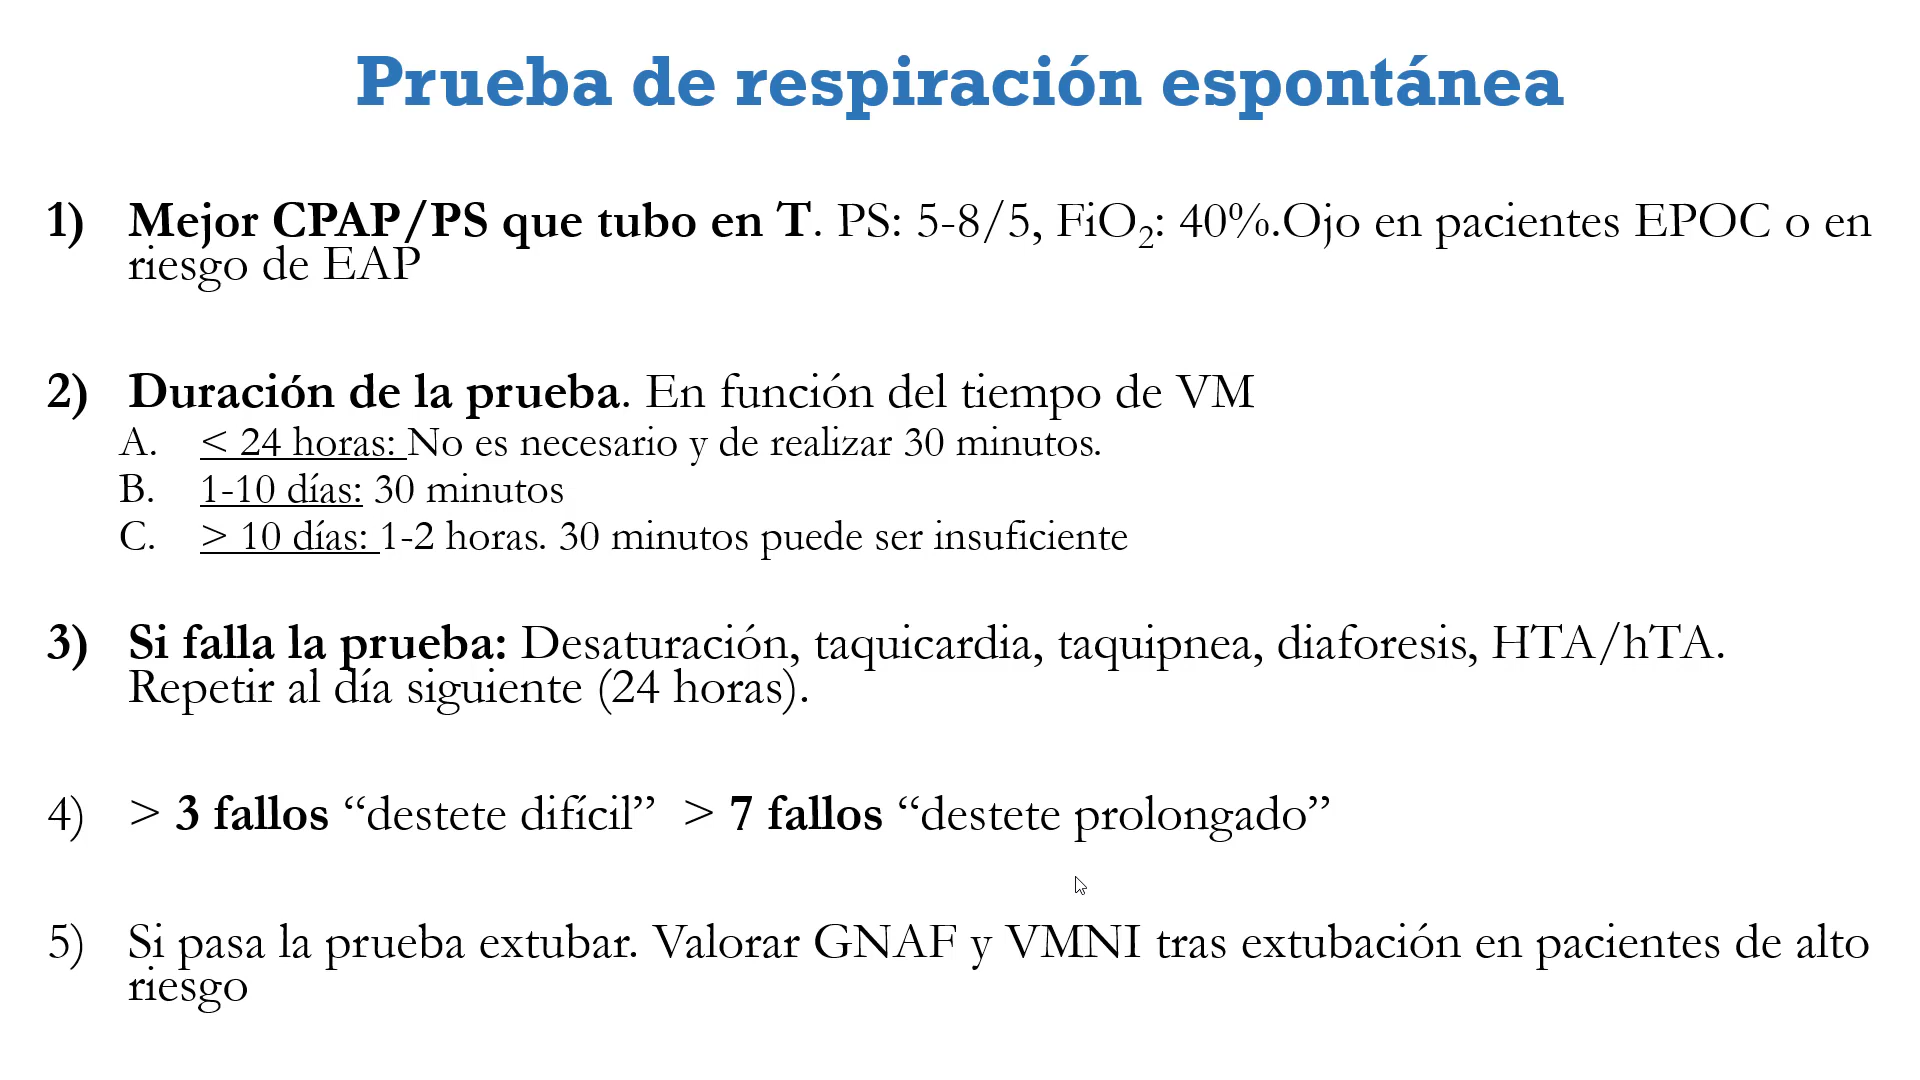 Prueba de respiración espontánea
1) Mejor CPAP/PS que tubo en T. PS: 5-8/5, FiO₂: 40%.Ojo en pacientes EPOC o en
riesgo de EAP
2) Duración de la prueba. En función del tiempo de VM
A. < 24 horas: No es necesario y de realizar 30 minutos.
B. 1-10 días: 30 minutos
C. > 10 días: 1-2 horas. 30 minutos puede ser insuficiente
3) Si falla la prueba: Desaturación, taquicardia, taquipnea, diaforesis, HTA/hTA.
Repetir al día siguiente (24 horas).
4) > 3 fallos “destete difícil” > 7 fallos “destete prolongado”
5) Si pasa la prueba extubar. Valorar GNAF y VMNI tras extubación en pacientes de alto
riesgo